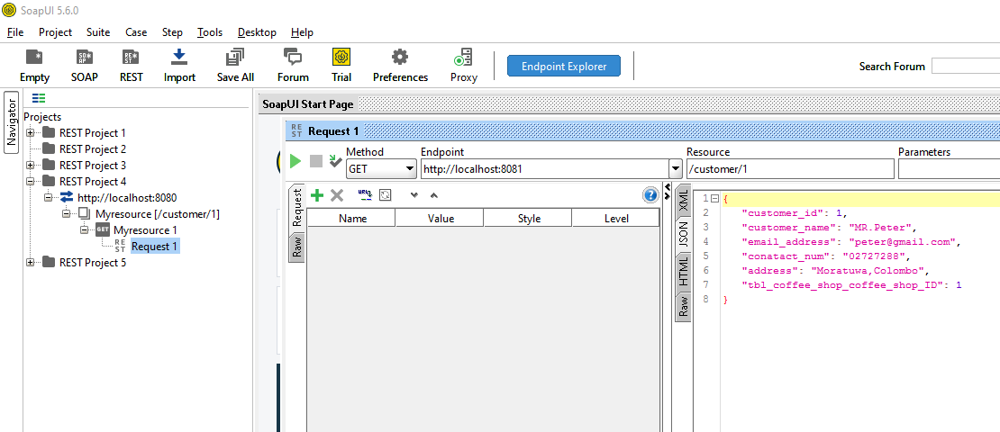 SoapUI 5.6.0
File Project Suite Case Step Tools Desktop Help
Empty SOAP REST Import Save All Forum Trial Preferences Proxy Endpoint Explorer Search Forum
Navigator
Projects
REST Project 1
REST Project 2
REST Project 3
REST Project 4
http://localhost:8080
Myresource [/customer/1]
GET Myresource 1
REST Request 1
REST Project 5
SoapUI Start Page
REST Request 1
Method Endpoint Resource Parameters
GET http://localhost:8081 /customer/1
Request
Raw
Name Value Style Level
XML
JSON
HTML
Raw
1 {
2 "customer_id": 1,
3 "customer_name": "MR.Peter",
4 "email_address": "peter@gmail.com",
5 "conatact_num": "02727288",
6 "address": "Moratuwa,Colombo",
7 "tbl_coffee_shop_coffee_shop_ID": 1
8 }